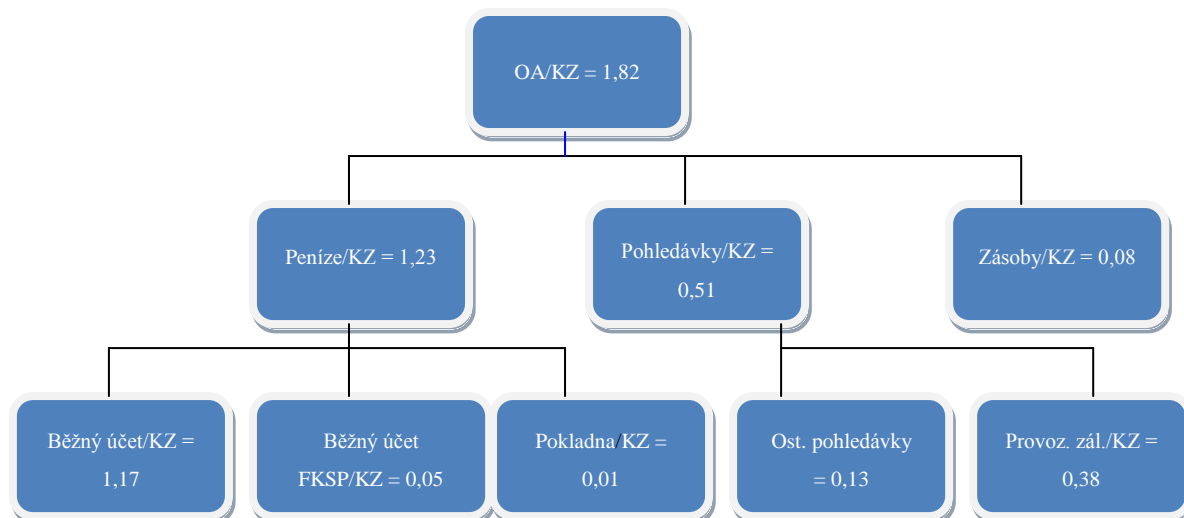 OA/KZ = 1,82
Peníze/KZ = 1,23
Pohledávky/KZ =
0,51
Zásoby/KZ = 0,08
Běžný účet/KZ =
1,17
Běžný účet
FKSP/KZ = 0,05
Pokladna/KZ =
0,01
Ost. pohledávky
= 0,13
Provoz. zál./KZ =
0,38